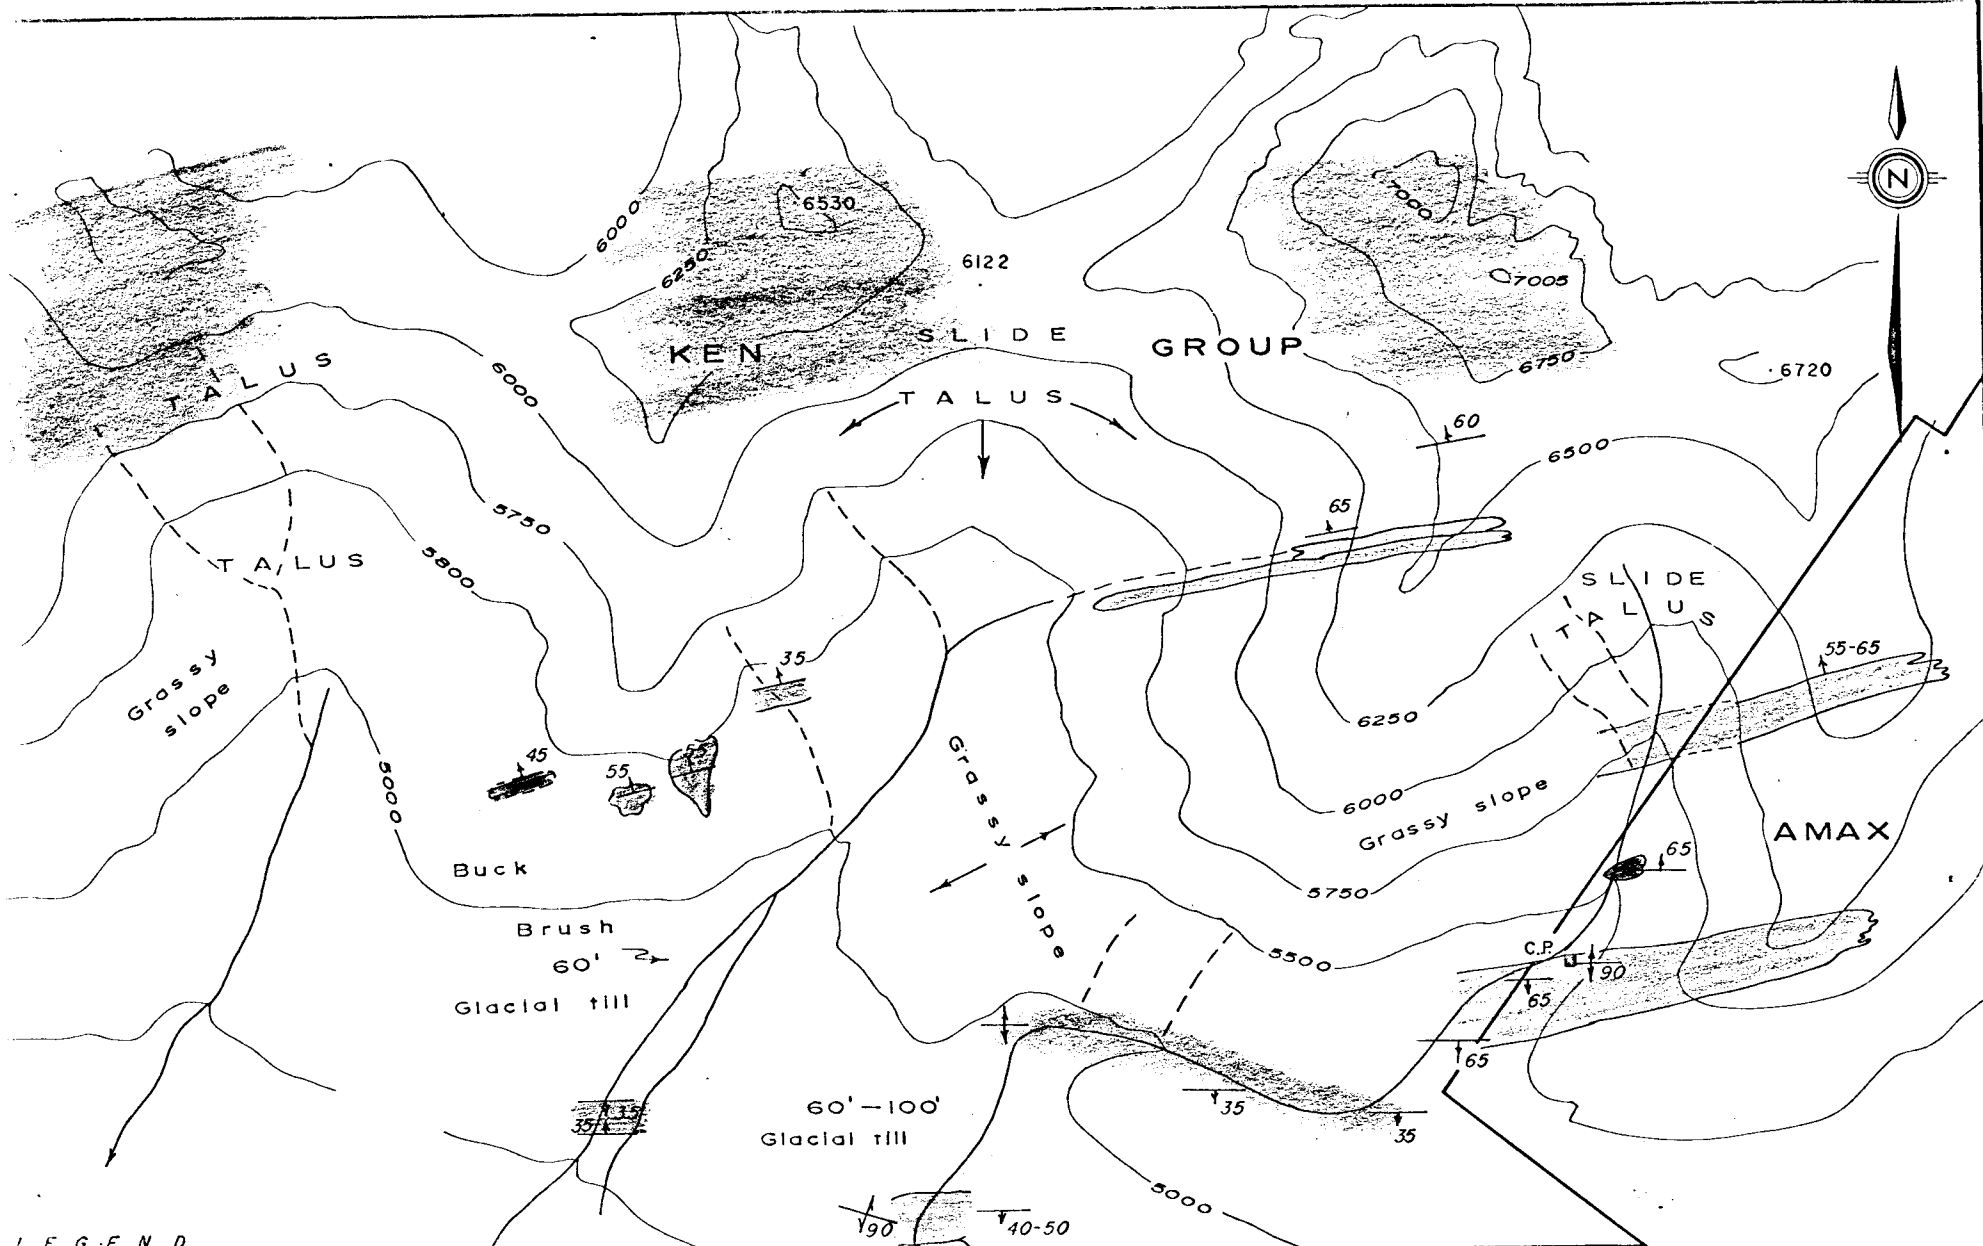 N
6530
6000
6250
6122
7000
7005
SLIDE
KEN GROUP
6750
6720
TALUS
6000
TALUS
60
6500
5750
65
5800
TALUS
SLIDE
TALUS
55-65
Grassy
slope
35
6250
45
55
55
5000
Grassy slope
6000
Grassy slope
AMAX
65
Buck
5750
Brush
60'
5500
C.P.
90
65
Glacial till
65
35
35
60'-100'
Glacial till
35
35
5000
90
40-50
LEGEND